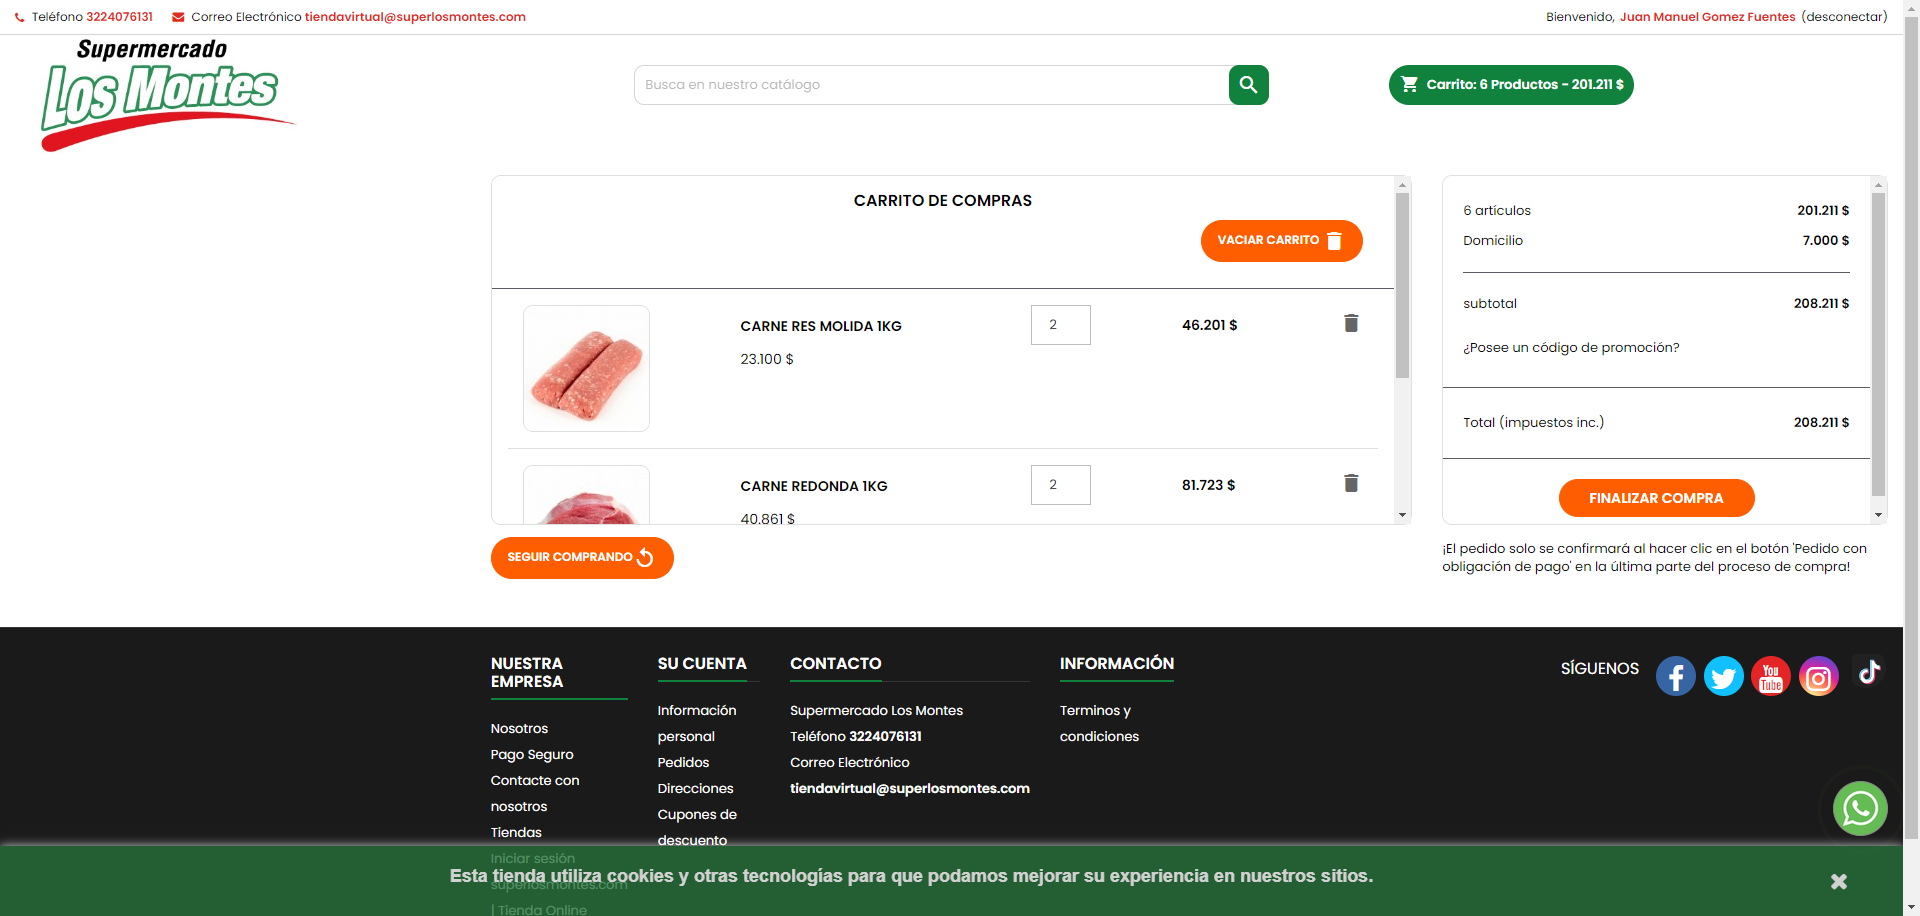 Teléfono 3224076131 Correo Electrónico tiendavirtual@superlosmontes.com
Bienvenido, Juan Manuel Gomez Fuentes (desconectar)
Supermercado
Los Montes
Busca en nuestro catálogo
Carrito: 6 Productos - 201.211 $
CARRITO DE COMPRAS
VACIAR CARRITO
CARNE RES MOLIDA 1KG
23.100 $
2
46.201 $
CARNE REDONDA 1KG
40.861 $
2
81.723 $
SEGUIR COMPRANDO
6 artículos 201.211 $
Domicilio 7.000 $
subtotal 208.211 $
¿Posee un código de promoción?
Total (impuestos inc.) 208.211 $
FINALIZAR COMPRA
¡El pedido solo se confirmará al hacer clic en el botón 'Pedido con
obligación de pago' en la última parte del proceso de compra!
NUESTRA
EMPRESA
Nosotros
Pago Seguro
Contacte con
nosotros
Tiendas
Iniciar sesión
superlosmontes.com
| Tienda Online
SU CUENTA
Información
personal
Pedidos
Direcciones
Cupones de
descuento
CONTACTO
Supermercado Los Montes
Teléfono 3224076131
Correo Electrónico
tiendavirtual@superlosmontes.com
INFORMACIÓN
Terminos y
condiciones
SÍGUENOS
You
Tube
Esta tienda utiliza cookies y otras tecnologías para que podamos mejorar su experiencia en nuestros sitios.